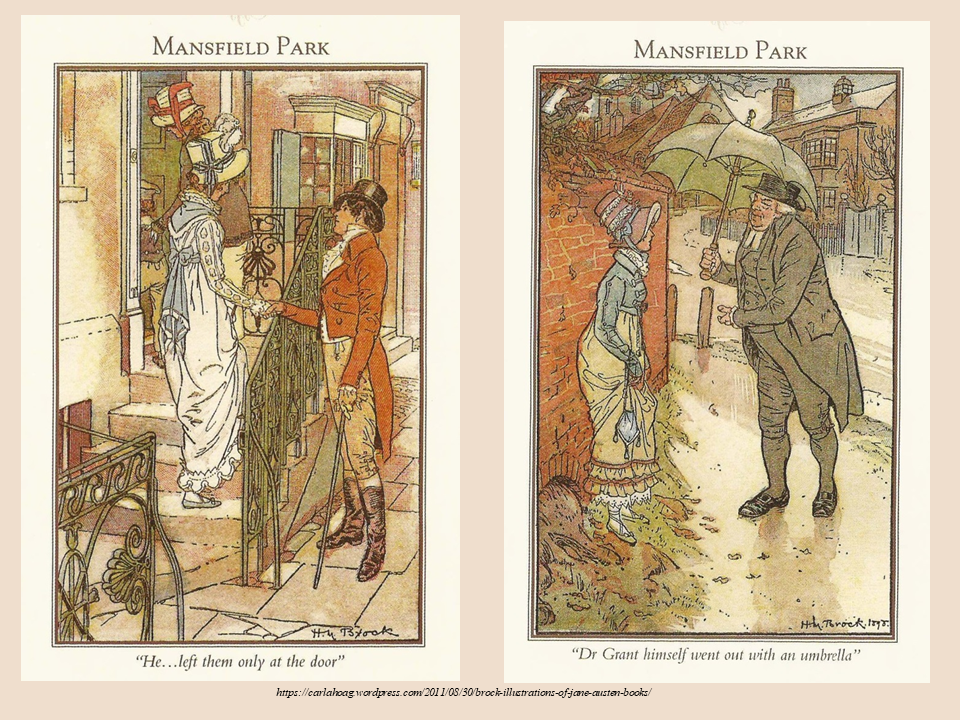 MANSFIELD PARK
H.M. Brock
"He...left them only at the door"
MANSFIELD PARK
H.M. Brock. 1898.
"Dr Grant himself went out with an umbrella"
https://carlahoag.wordpress.com/2011/08/30/brock-illustrations-of-jane-austen-books/